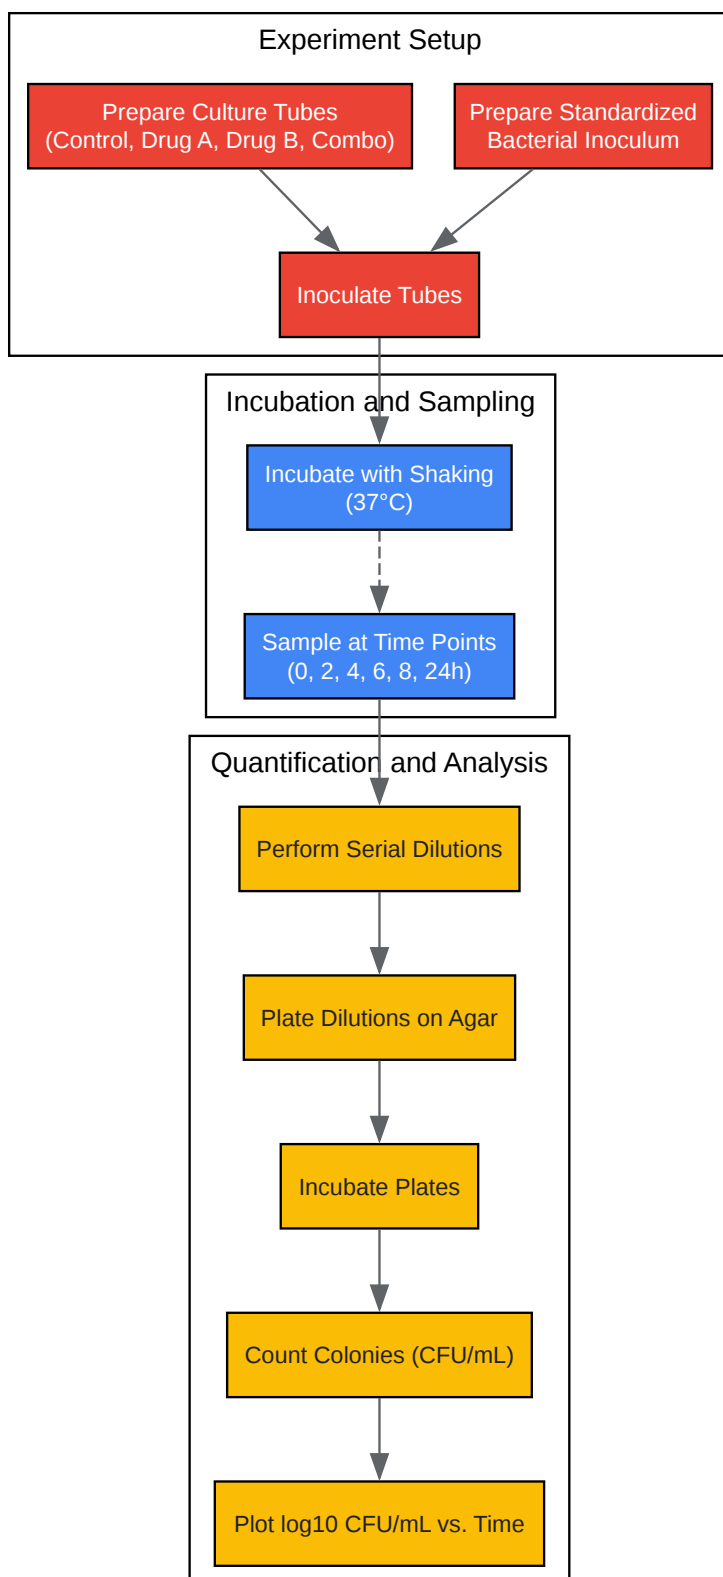 Experiment Setup
Prepare Culture Tubes
(Control, Drug A, Drug B, Combo)
Prepare Standardized
Bacterial Inoculum
Inoculate Tubes
Incubation and Sampling
Incubate with Shaking
(37°C)
Sample at Time Points
(0, 2, 4, 6, 8, 24h)
Quantification and Analysis
Perform Serial Dilutions
Plate Dilutions on Agar
Incubate Plates
Count Colonies (CFU/mL)
Plot log10 CFU/mL vs. Time